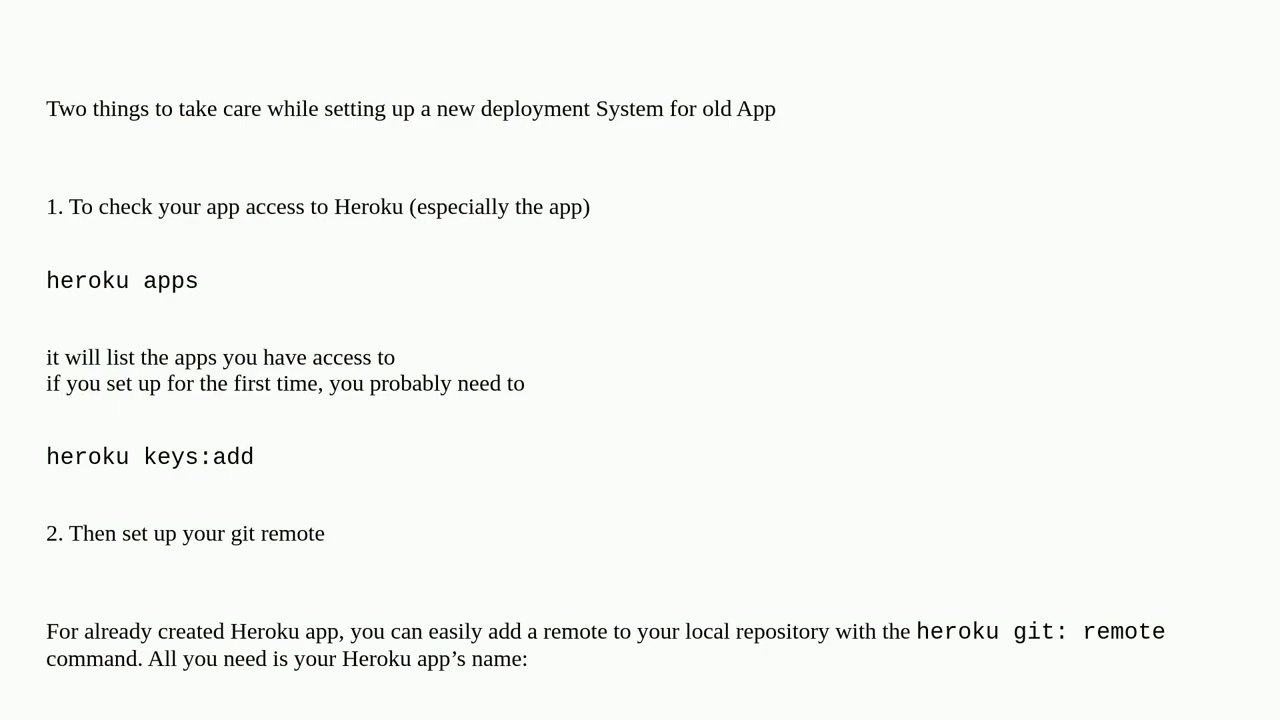 Two things to take care while setting up a new deployment System for old App
1. To check your app access to Heroku (especially the app)
heroku apps
it will list the apps you have access to
if you set up for the first time, you probably need to
heroku keys:add
2. Then set up your git remote
For already created Heroku app, you can easily add a remote to your local repository with the heroku git: remote
command. All you need is your Heroku app’s name: